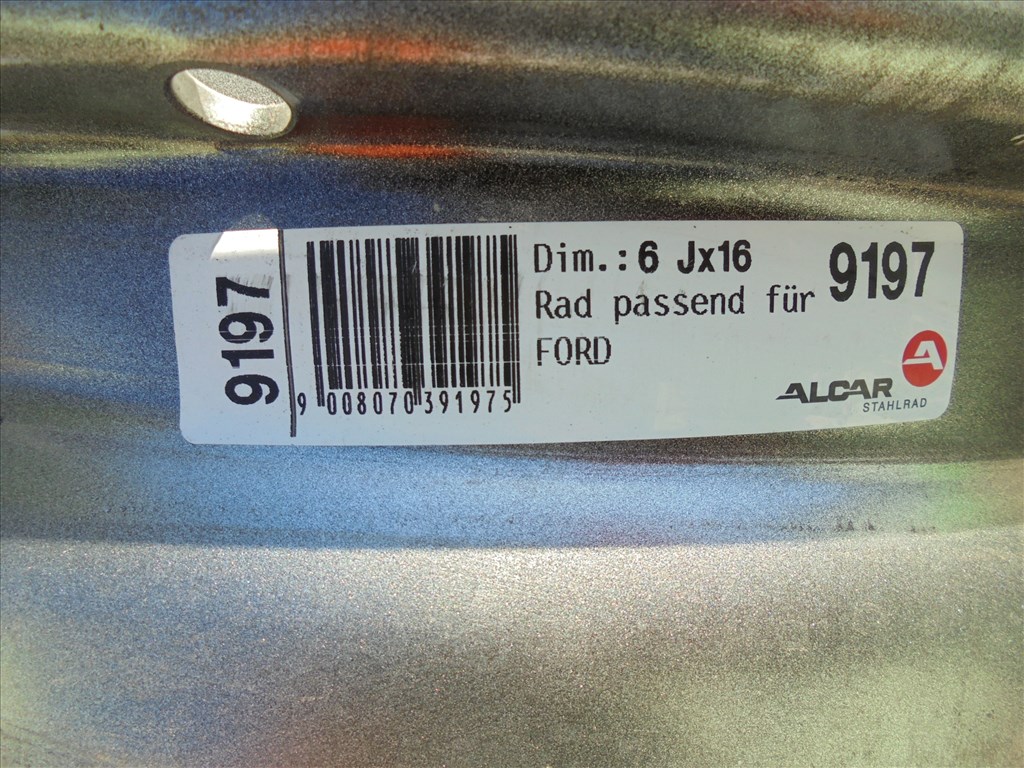 9197
9 008070 391975
Dim.: 6 Jx16
Rad passend für
FORD
9197
A
ALCAR
STAHLRAD